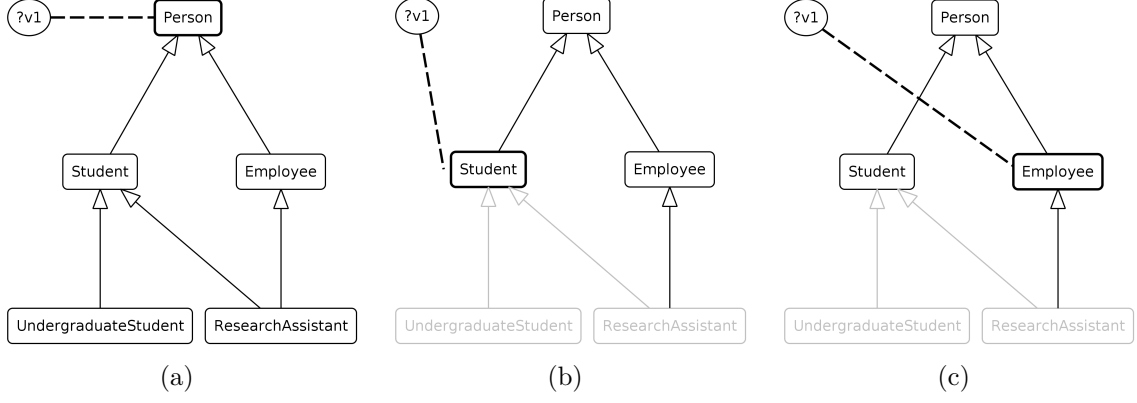 ?v1 Person ?v1 Person ?v1 Person
Student Employee Student Employee Student Employee
UndergraduateStudent ResearchAssistant UndergraduateStudent ResearchAssistant UndergraduateStudent ResearchAssistant
(a) (b) (c)